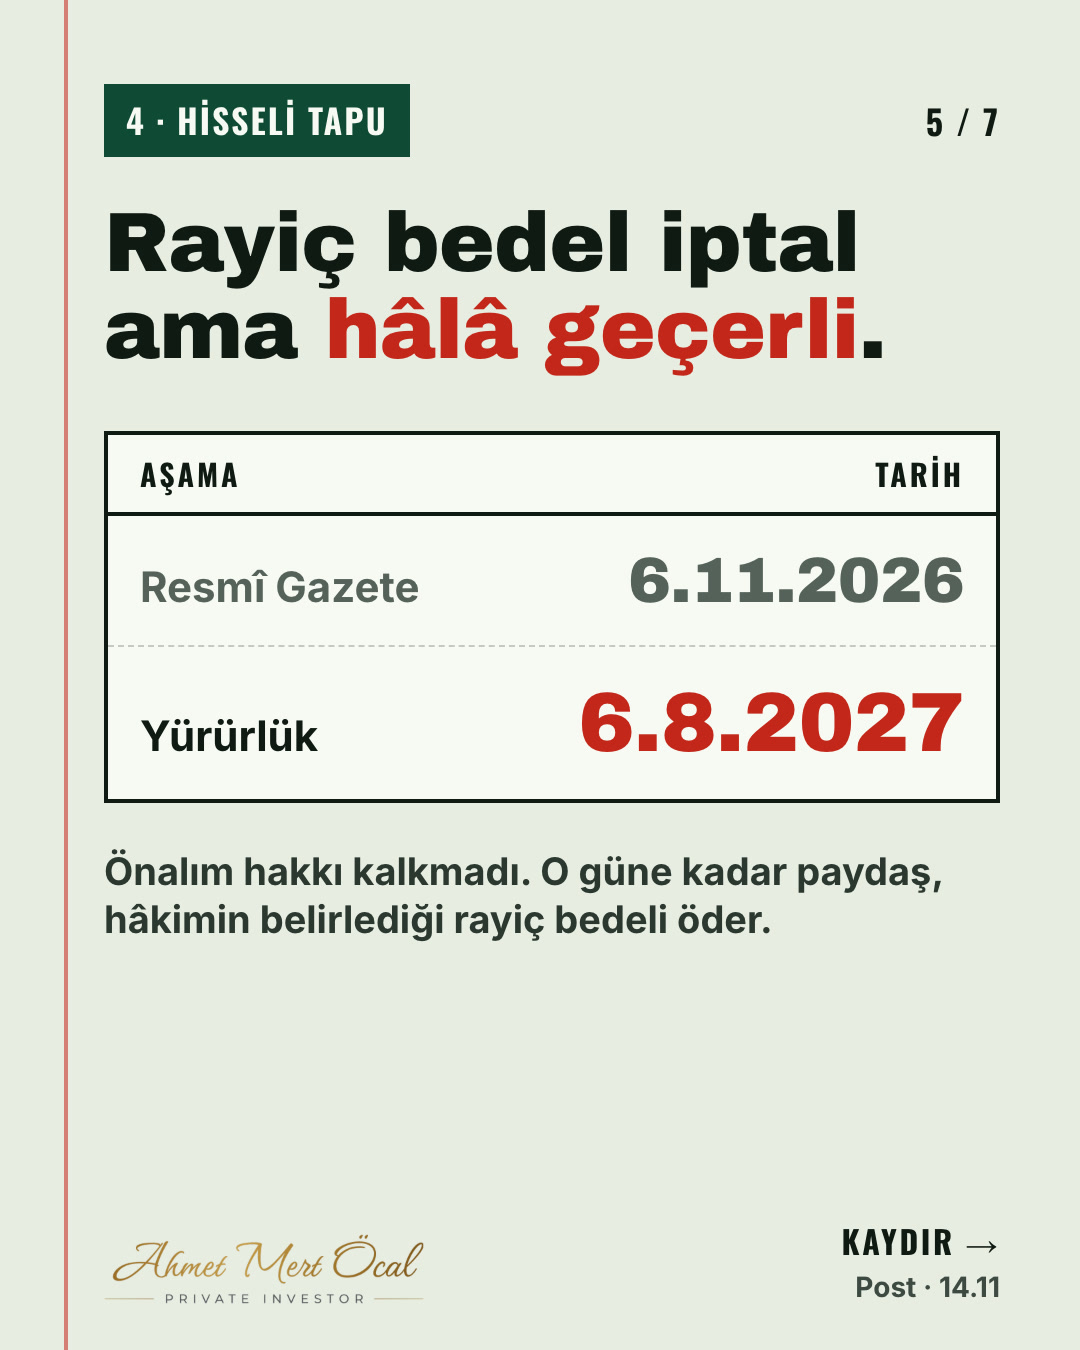 4 · HİSSELİ TAPU
5 / 7
Rayiç bedel iptal
ama hâlâ geçerli.
AŞAMA TARİH
Resmî Gazete 6.11.2026
Yürürlük 6.8.2027
Önalım hakkı kalkmadı. O güne kadar paydaş,
hâkimin belirlediği rayiç bedeli öder.
Ahmet Mert Öcal
PRIVATE INVESTOR
KAYDIR →
Post · 14.11